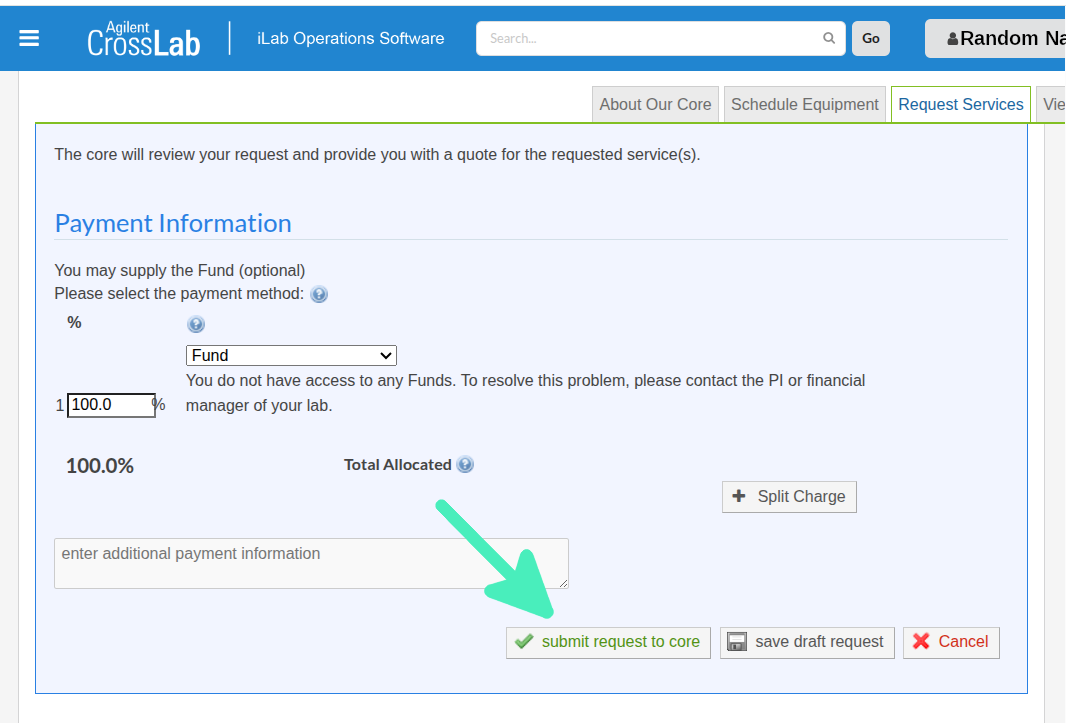 Agilent
CrossLab
iLab Operations Software
Search...
Go
Random Na
About Our Core
Schedule Equipment
Request Services
Vie
The core will review your request and provide you with a quote for the requested service(s).
Payment Information
You may supply the Fund (optional)
Please select the payment method: ?
%
?
Fund
You do not have access to any Funds. To resolve this problem, please contact the PI or financial
1 100.0 %
manager of your lab.
100.0%
Total Allocated ?
+ Split Charge
enter additional payment information
submit request to core
save draft request
Cancel